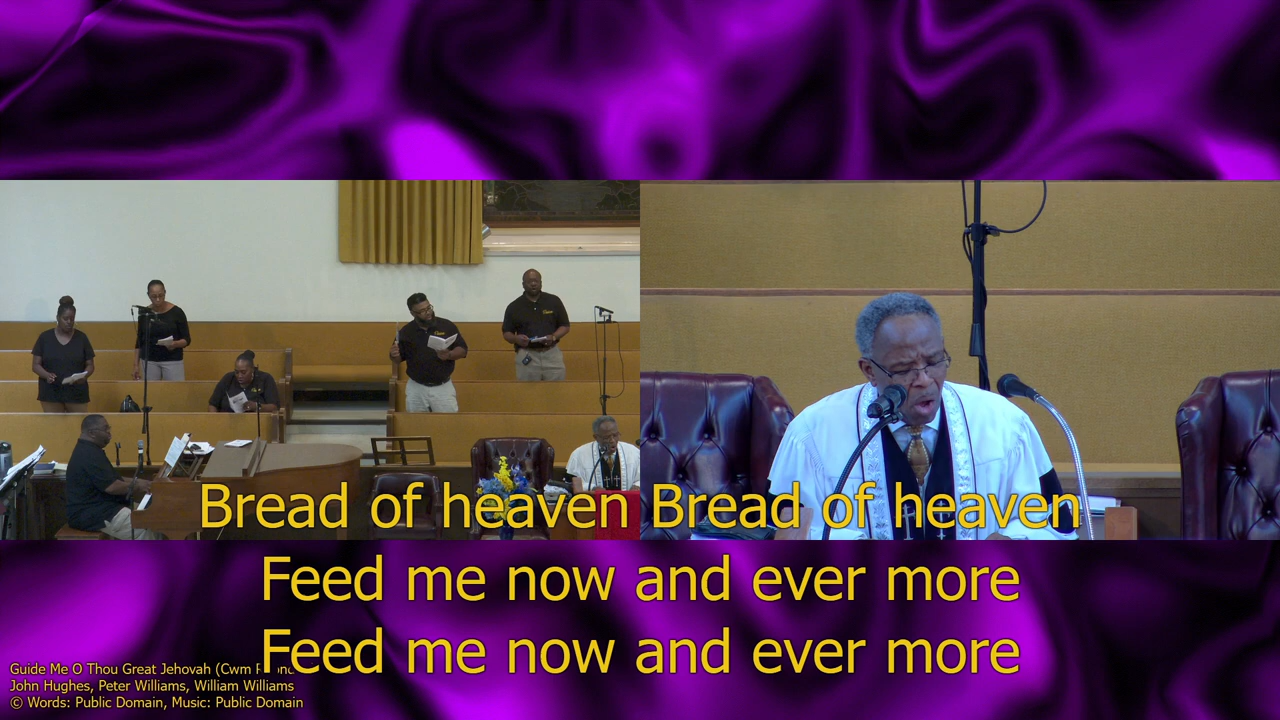 Bread of heaven Bread of heaven
Feed me now and ever more
Feed me now and ever more
Guide Me O Thou Great Jehovah (Cwm
John Hughes, Peter Williams, William Williams
© Words: Public Domain, Music: Public Domain